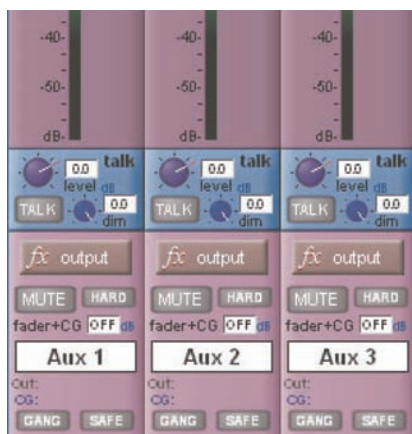 -40- -40- -40-
-50- -50- -50-
dB- dB- dB-
0.0 talk 0.0 talk 0.0 talk
level dB level dB level dB
TALK 0.0 TALK 0.0 TALK 0.0
dim dim dim
fx output fx output fx output
MUTE HARD MUTE HARD MUTE HARD
fader+CG OFF dB fader+CG OFF dB fader+CG OFF dB
Aux 1 Aux 2 Aux 3
Out: Out: Out:
CG: CG: CG:
GANG SAFE GANG SAFE GANG SAFE